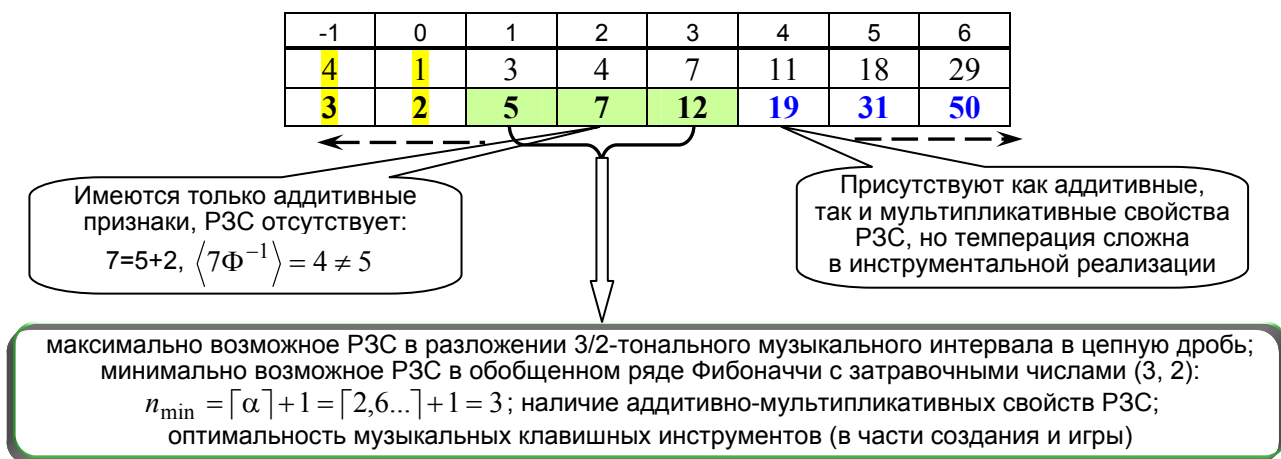 -1 0 1 2 3 4 5 6
4 1 3 4 7 11 18 29
3 2 5 7 12 19 31 50
Имеются только аддитивные
признаки, РЗС отсутствует:
7=5+2, ⟨7Φ⁻¹⟩ = 4 ≠ 5
Присутствуют как аддитивные,
так и мультипликативные свойства
РЗС, но темперация сложна
в инструментальной реализации
максимально возможное РЗС в разложении 3/2-тонального музыкального интервала в цепную дробь;
минимально возможное РЗС в обобщенном ряде Фибоначчи с затравочными числами (3, 2):
n_min = ⌈α⌉ + 1 = ⌈2,6...⌉ + 1 = 3; наличие аддитивно-мультипликативных свойств РЗС;
оптимальность музыкальных клавишных инструментов (в части создания и игры)